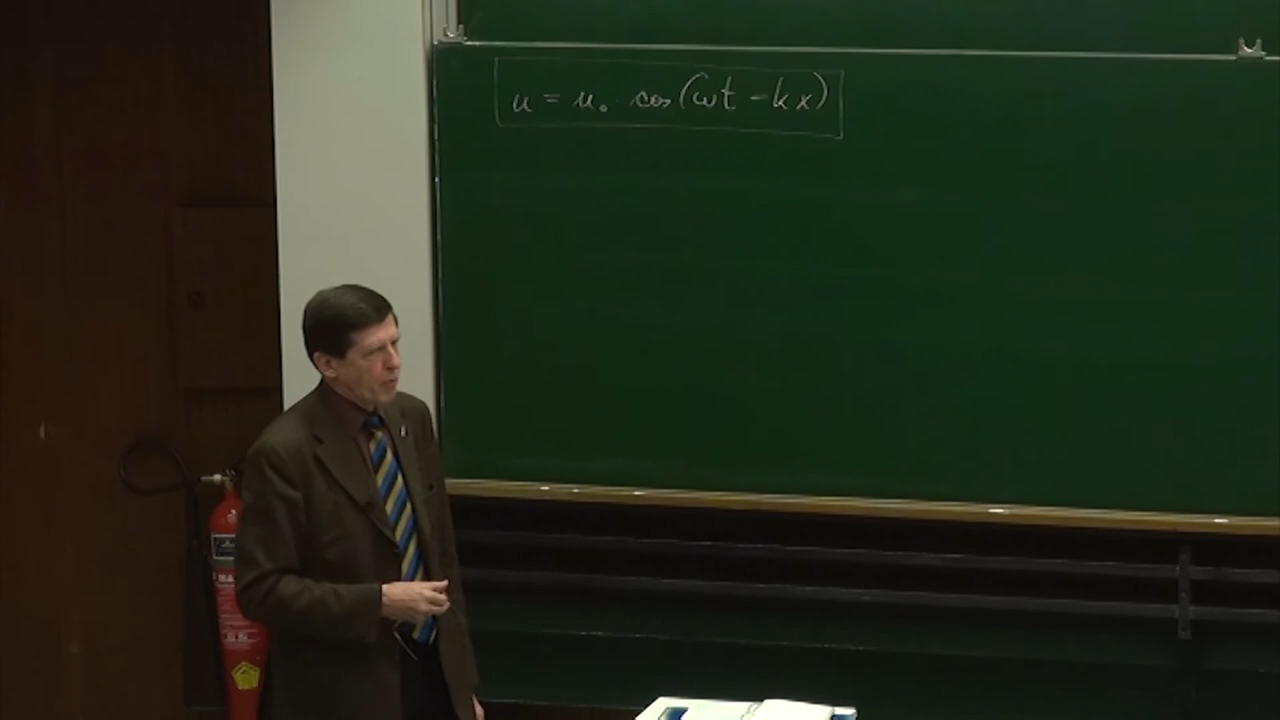 u = u₀ · cos(ωt - kx)